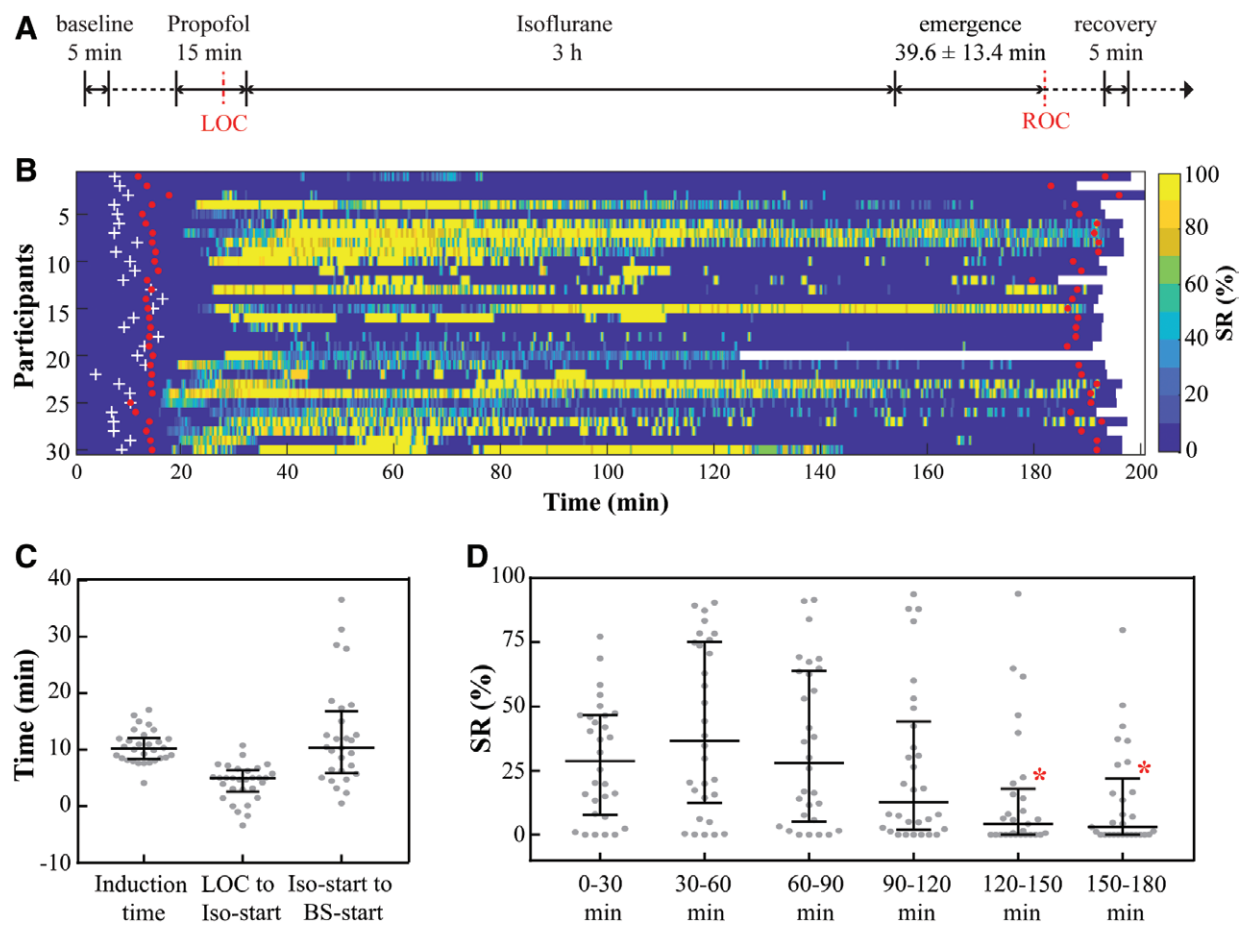 A
baseline
5 min
Propofol
15 min
Isoflurane
3 h
emergence
39.6 ± 13.4 min
recovery
5 min
LOC
ROC
B
Participants
5
10
15
20
25
30
0
20
40
60
80
100
120
140
160
180
200
Time (min)
100
80
60
40
20
0
SR (%)
C
Time (min)
40
30
20
10
0
-10
Induction
time
LOC to
Iso-start
Iso-start to
BS-start
D
SR (%)
100
75
50
25
0
*
*
0-30
min
30-60
min
60-90
min
90-120
min
120-150
min
150-180
min